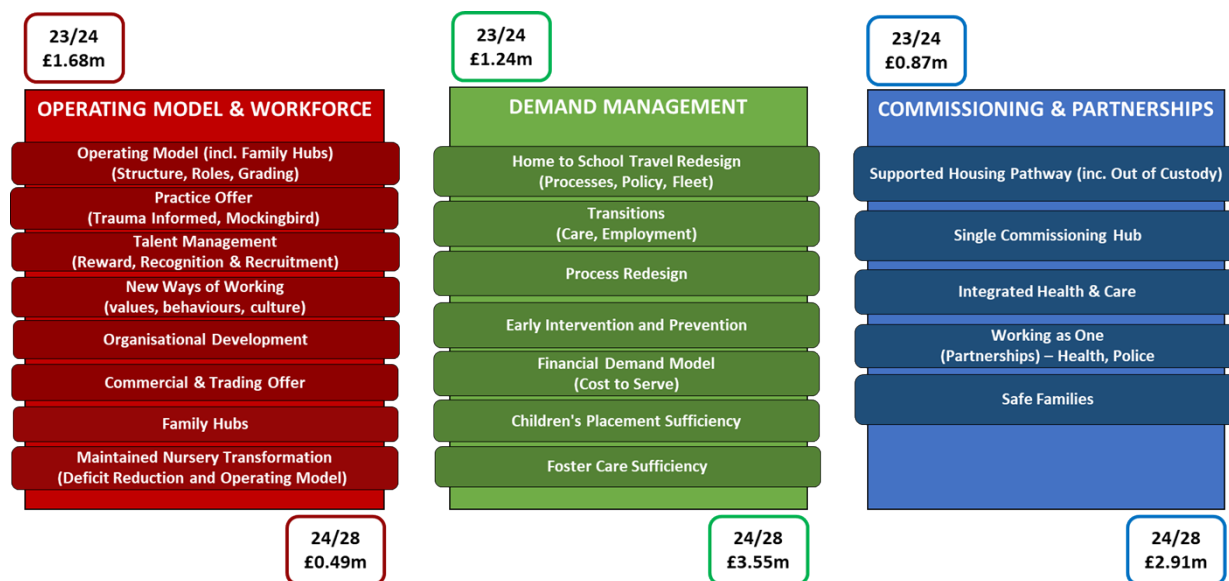 23/24
£1.68m
OPERATING MODEL & WORKFORCE
Operating Model (incl. Family Hubs)
(Structure, Roles, Grading)
Practice Offer
(Trauma Informed, Mockingbird)
Talent Management
(Reward, Recognition & Recruitment)
New Ways of Working
(values, behaviours, culture)
Organisational Development
Commercial & Trading Offer
Family Hubs
Maintained Nursery Transformation
(Deficit Reduction and Operating Model)
24/28
£0.49m
23/24
£1.24m
DEMAND MANAGEMENT
Home to School Travel Redesign
(Processes, Policy, Fleet)
Transitions
(Care, Employment)
Process Redesign
Early Intervention and Prevention
Financial Demand Model
(Cost to Serve)
Children's Placement Sufficiency
Foster Care Sufficiency
24/28
£3.55m
23/24
£0.87m
COMMISSIONING & PARTNERSHIPS
Supported Housing Pathway (inc. Out of Custody)
Single Commissioning Hub
Integrated Health & Care
Working as One
(Partnerships) – Health, Police
Safe Families
24/28
£2.91m